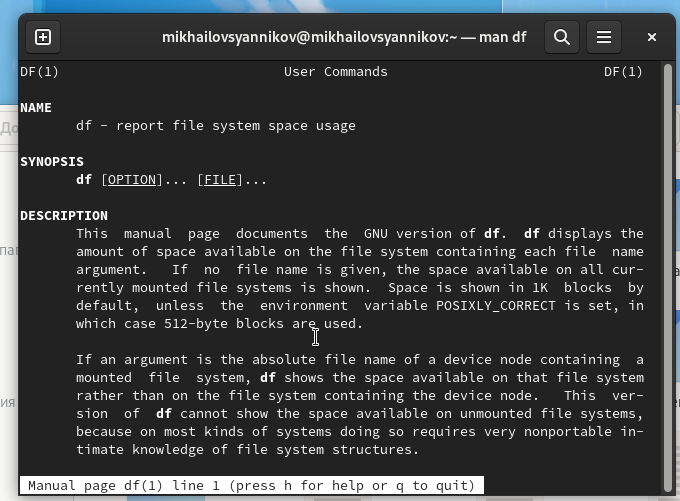 mikhailovsyannikov@mikhailovsyannikov:~ — man df
DF(1) User Commands DF(1)
NAME
df - report file system space usage
SYNOPSIS
df [OPTION]... [FILE]...
DESCRIPTION
This manual page documents the GNU version of df. df displays the
amount of space available on the file system containing each file name
argument. If no file name is given, the space available on all cur-
rently mounted file systems is shown. Space is shown in 1K blocks by
default, unless the environment variable POSIXLY_CORRECT is set, in
which case 512-byte blocks are used.
If an argument is the absolute file name of a device node containing a
mounted file system, df shows the space available on that file system
rather than on the file system containing the device node. This ver-
sion of df cannot show the space available on unmounted file systems,
because on most kinds of systems doing so requires very nonportable in-
timate knowledge of file system structures.
Manual page df(1) line 1 (press h for help or q to quit)